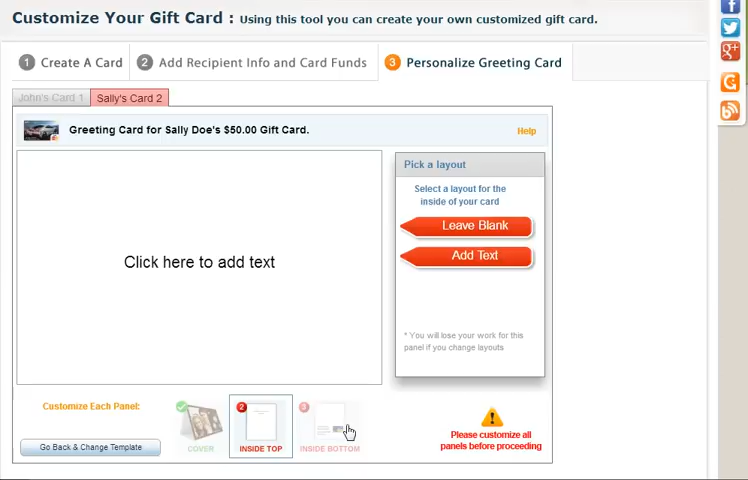 Customize Your Gift Card : Using this tool you can create your own customized gift card.
1 Create A Card 2 Add Recipient Info and Card Funds 3 Personalize Greeting Card
John's Card 1 Sally's Card 2
Greeting Card for Sally Doe's $50.00 Gift Card.
Help
Pick a layout
Select a layout for the
inside of your card
Leave Blank
Add Text
Click here to add text
* You will lose your work for this
panel if you change layouts
Customize Each Panel:
Go Back & Change Template
COVER
2
INSIDE TOP
3
INSIDE BOTTOM
Please customize all
panels before proceeding